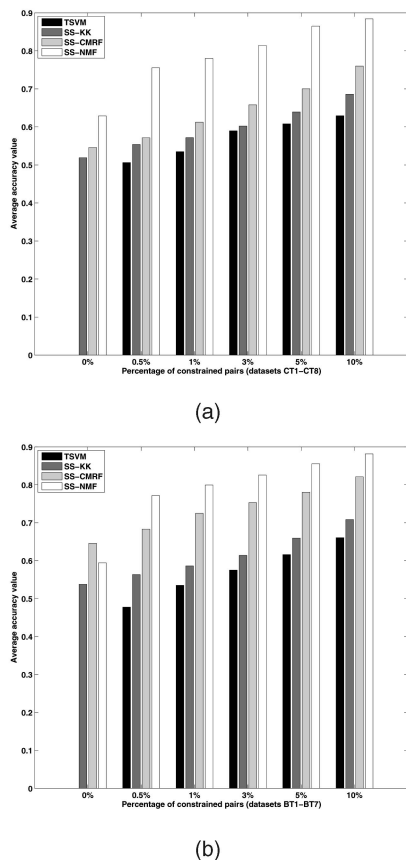 0.9
0.8
0.7
0.6
0.5
0.4
0.3
0.2
0.1
0
Average accuracy value
TSVM
SS−KK
SS−CMRF
SS−NMF
0% 0.5% 1% 3% 5% 10%
Percentage of constrained pairs (datasets CT1−CT8)
(a)
0.9
0.8
0.7
0.6
0.5
0.4
0.3
0.2
0.1
0
Average accuracy value
TSVM
SS−KK
SS−CMRF
SS−NMF
0% 0.5% 1% 3% 5% 10%
Percentage of constrained pairs (datasets BT1−BT7)
(b)